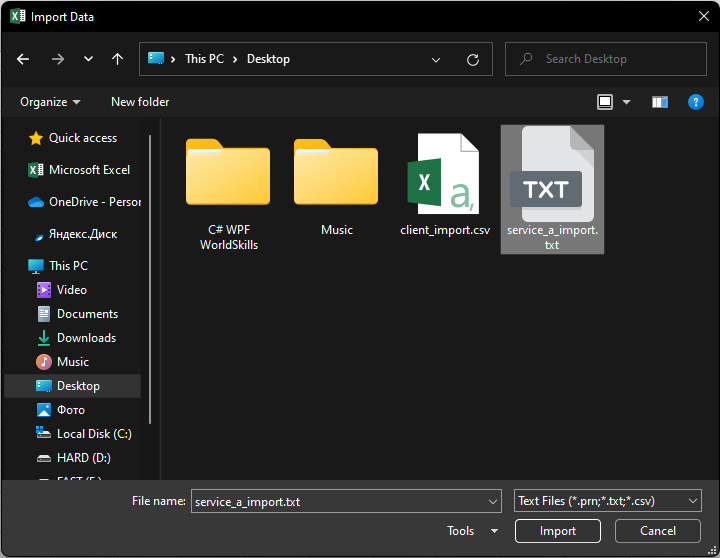 Import Data
This PC
Desktop
Search Desktop
Organize
New folder
Quick access
Microsoft Excel
OneDrive - Person
Яндекс.Диск
This PC
Video
Documents
Downloads
Music
Desktop
Фото
Local Disk (C:)
HARD (D:)
C# WPF
WorldSkills
Music
client_import.csv
a,
TXT
service_a_import.
txt
File name:
service_a_import.txt
Text Files (*.prn;*.txt;*.csv)
Tools
Import
Cancel